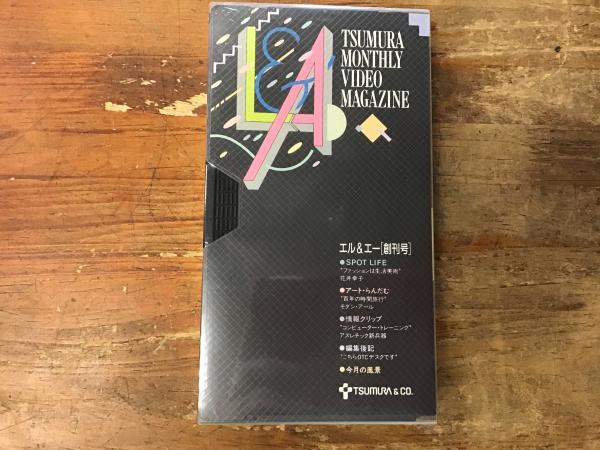 L&A
TSUMURA
MONTHLY
VIDEO
MAGAZINE
エル&エー[創刊号]
●SPOT LIFE
"ファッションは生活美術"
花井幸子
●アート・らんだむ
"百年の時間旅行"
モダン・アール
●情報クリップ
"コンピューター・トレーニング"
アスレチック新兵器
●編集後記
"こちらOTCデスクです"
●今月の風景
TSUMURA & CO.